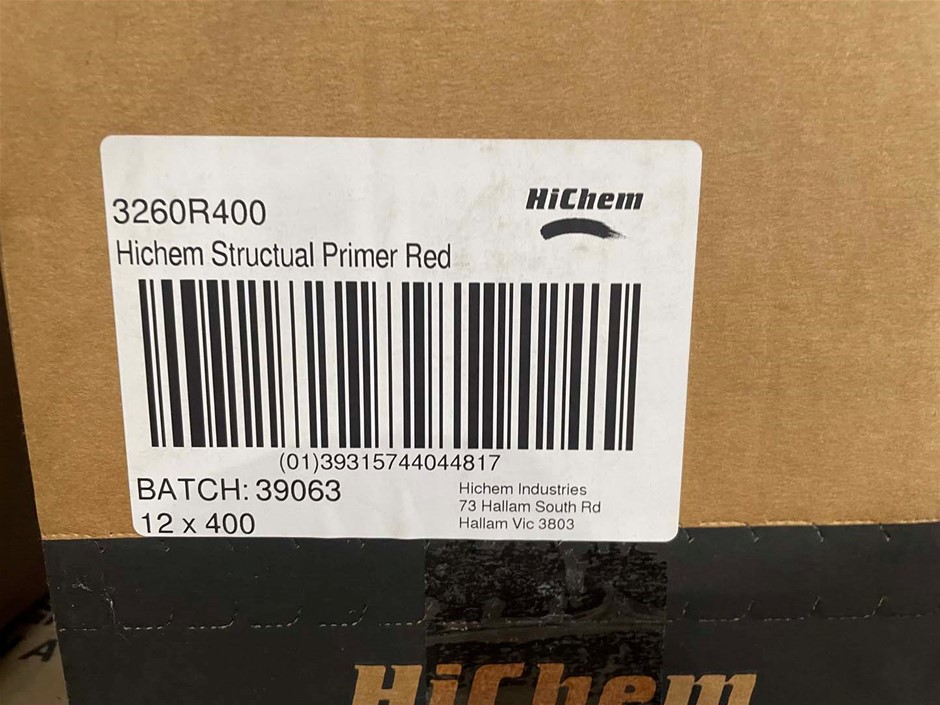 3260R400
HiChem
Hichem Structual Primer Red
(01)39315744044817
BATCH: 39063
12 x 400
Hichem Industries
73 Hallam South Rd
Hallam Vic 3803
HiChem